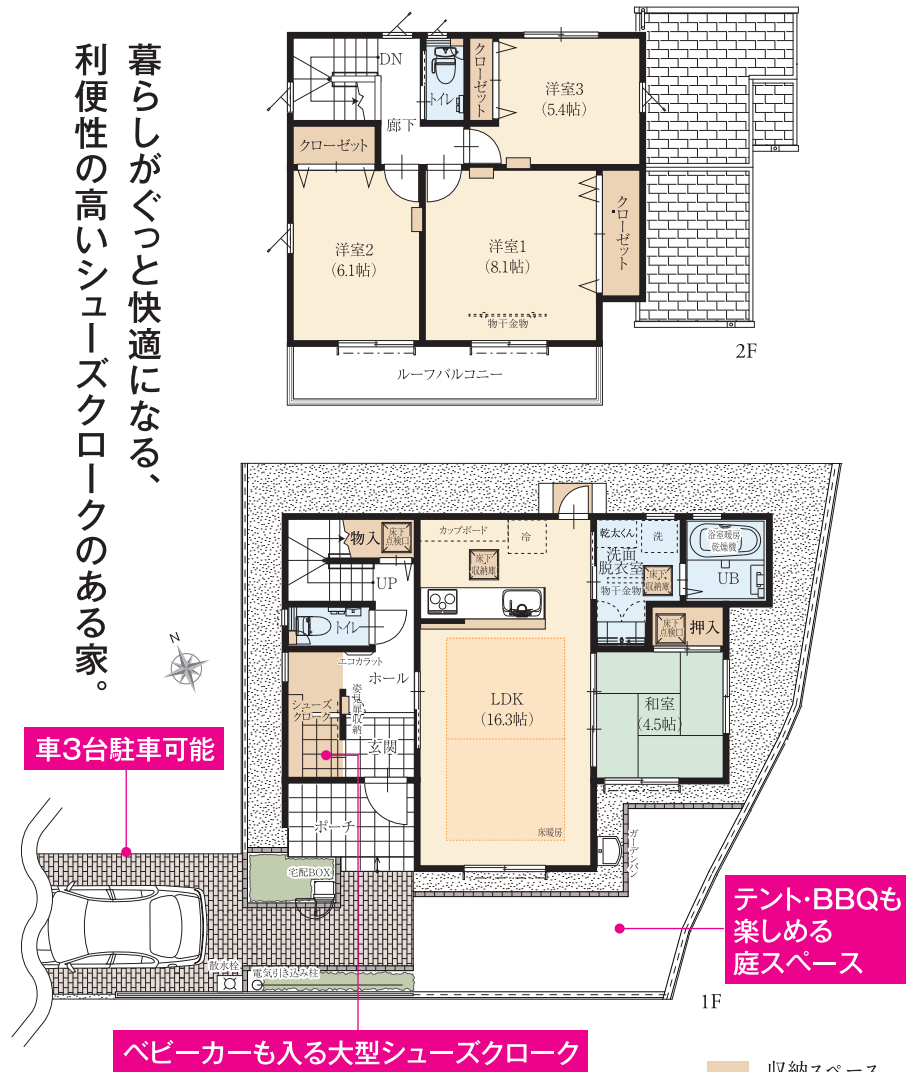 暮らしがぐっと快適になる、
利便性の高いシューズクロークのある家。
DN
トイレ
クローゼット
洋室3
(5.4帖)
廊下
クローゼット
洋室2
(6.1帖)
洋室1
(8.1帖)
クローゼット
物干金物
ルーフバルコニー
2F
物入
床下
点検口
UP
カップボード
冷
床下
収納庫
乾太くん
洗
洗面
脱衣室
床下
収納庫
物干金物
浴室暖房
乾燥機
UB
トイレ
床下
点検口
押入
エコカラット
ホール
シューズ
クローク
姿見扉収納
玄関
LDK
(16.3帖)
和室
(4.5帖)
N
車3台駐車可能
ポーチ
床暖房
ガーデンパン
宅配BOX
テント・BBQも
楽しめる
庭スペース
散水栓
電気引き込み柱
1F
ベビーカーも入る大型シューズクローク
収納スペース